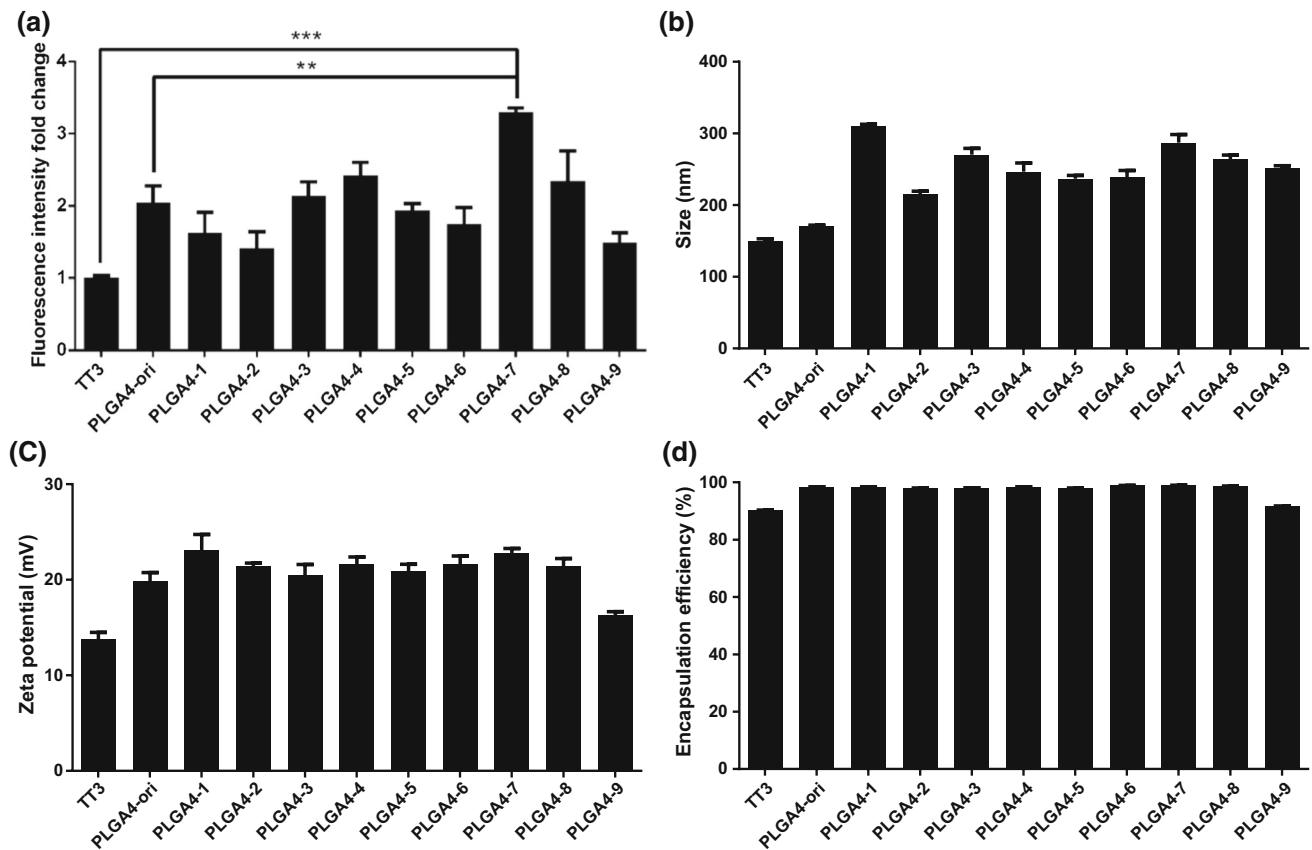 (a)
Fluorescence intensity fold change
4
3
2
1
0
***
**
TT3
PLGA4-ori
PLGA4-1
PLGA4-2
PLGA4-3
PLGA4-4
PLGA4-5
PLGA4-6
PLGA4-7
PLGA4-8
PLGA4-9
(b)
Size (nm)
400
300
200
100
0
TT3
PLGA4-ori
PLGA4-1
PLGA4-2
PLGA4-3
PLGA4-4
PLGA4-5
PLGA4-6
PLGA4-7
PLGA4-8
PLGA4-9
(C)
Zeta potential (mV)
30
20
10
0
TT3
PLGA4-ori
PLGA4-1
PLGA4-2
PLGA4-3
PLGA4-4
PLGA4-5
PLGA4-6
PLGA4-7
PLGA4-8
PLGA4-9
(d)
Encapsulation efficiency (%)
100
80
60
40
20
0
TT3
PLGA4-ori
PLGA4-1
PLGA4-2
PLGA4-3
PLGA4-4
PLGA4-5
PLGA4-6
PLGA4-7
PLGA4-8
PLGA4-9